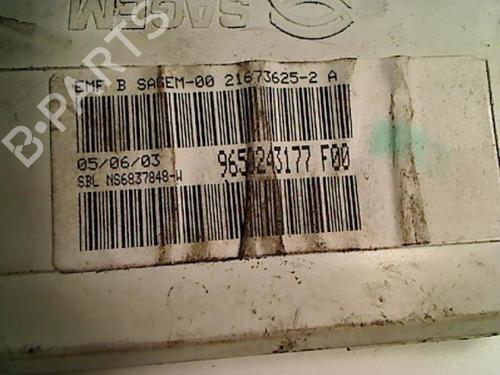 SAGEM
B-PARTS
EMF B SAGEM-00 21673625-2 A
05/06/03 9650243177 F00
SBL NS6837848-W